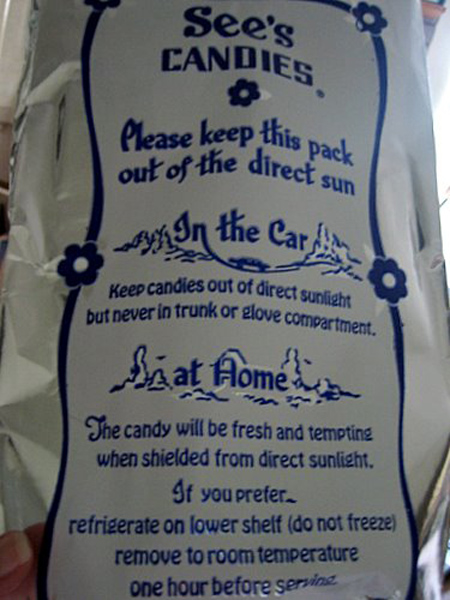 See's
CANDIES®
Please keep this pack
out of the direct sun
In the Car
Keep candies out of direct sunlight
but never in trunk or glove compartment.
at Home
The candy will be fresh and tempting
when shielded from direct sunlight.
If you prefer...
refrigerate on lower shelf (do not freeze)
remove to room temperature
one hour before serving